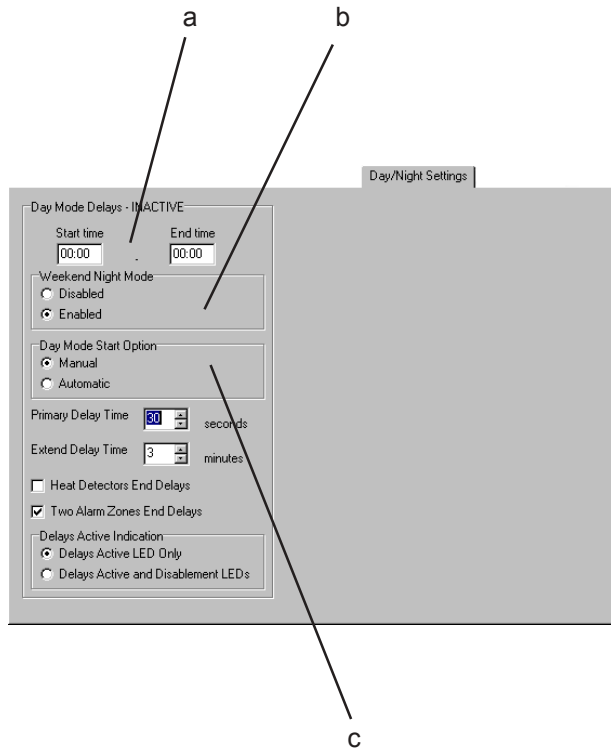 a b
Day/Night Settings
Day Mode Delays - INACTIVE
Start time End time
00:00 - 00:00
Weekend Night Mode
Disabled
Enabled
Day Mode Start Option
Manual
Automatic
Primary Delay Time 30 seconds
Extend Delay Time 3 minutes
Heat Detectors End Delays
Two Alarm Zones End Delays
Delays Active Indication
Delays Active LED Only
Delays Active and Disablement LEDs
c